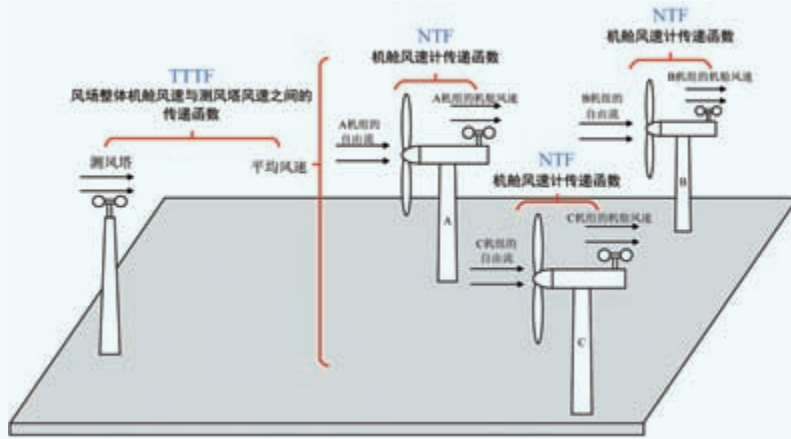 TTTF
风场整体机舱风速与测风塔风速之间的
传递函数
测风塔
平均风速
NTF
机舱风速计传递函数
A机组的机舱风速
A机组的
自由流
A
NTF
机舱风速计传递函数
B机组的机舱风速
B机组的
自由流
B
NTF
机舱风速计传递函数
C机组的机舱风速
C机组的
自由流
C